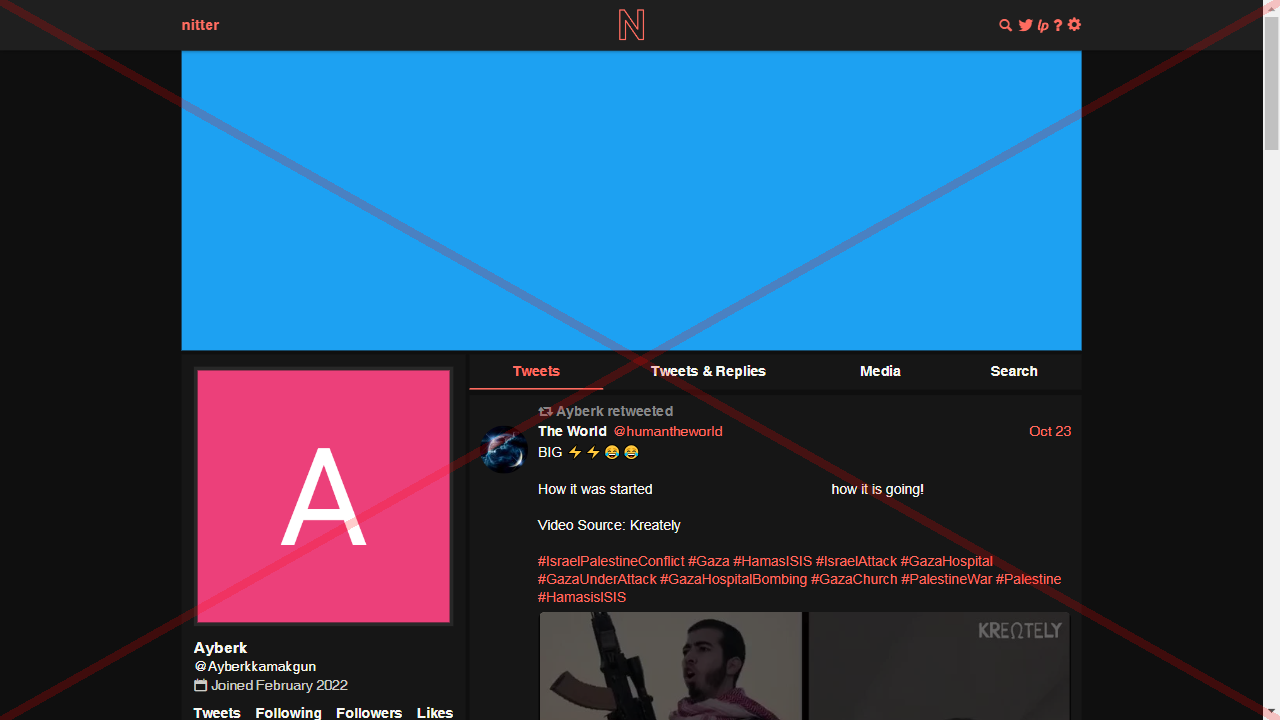 nitter
N
Tweets
Tweets & Replies
Media
Search
Ayberk retweeted
The World @humantheworld Oct 23
BIG ⚡ ⚡ 😂 😂
How it was started how it is going!
Video Source: Kreately
#IsraelPalestineConflict #Gaza #HamasISIS #IsraelAttack #GazaHospital
#GazaUnderAttack #GazaHospitalBombing #GazaChurch #PalestineWar #Palestine
#HamasisISIS
KREΩTELY
A
Ayberk
@Ayberkkamakgun
Joined February 2022
Tweets Following Followers Likes